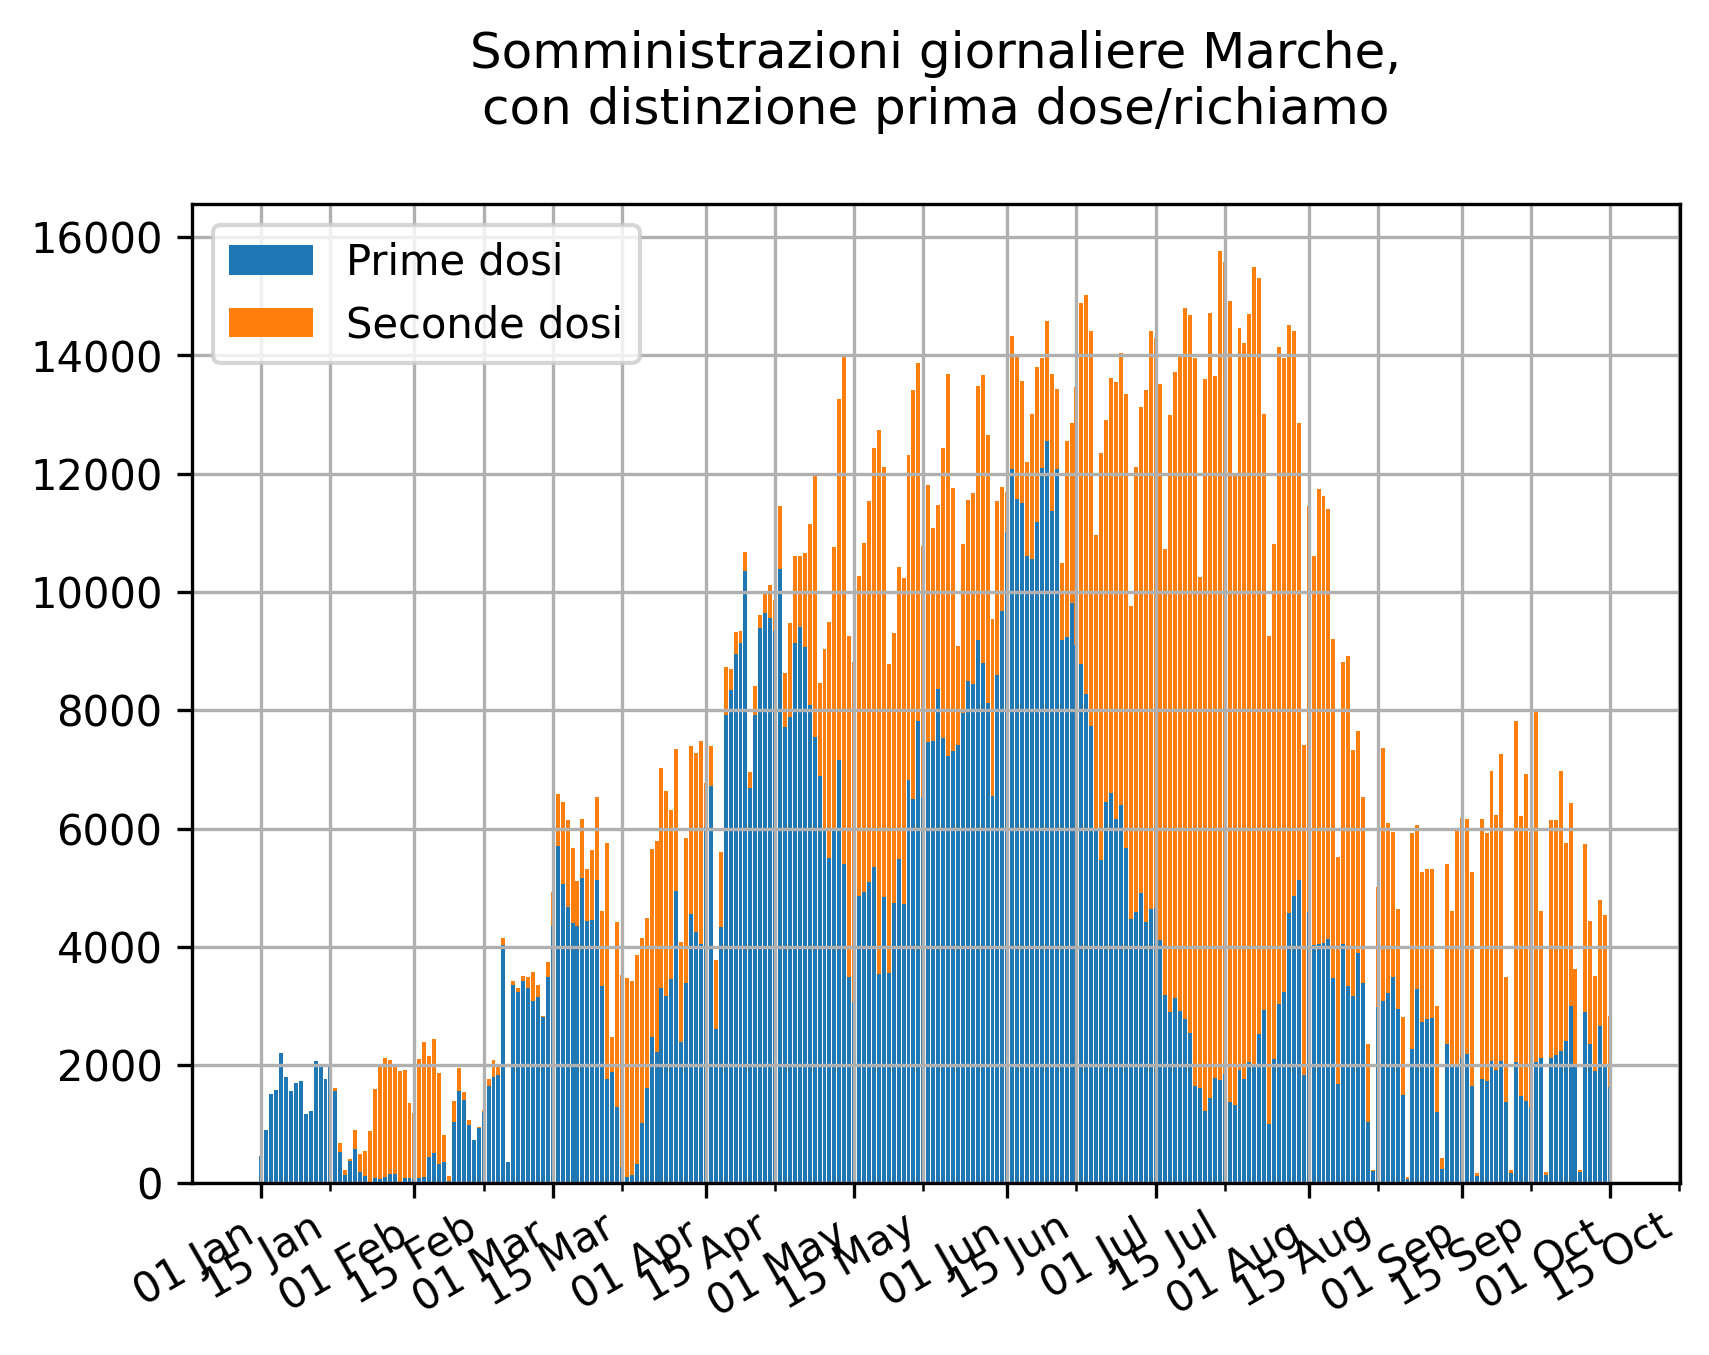 Somministrazioni giornaliere Marche,
con distinzione prima dose/richiamo
16000
14000
12000
10000
8000
6000
4000
2000
0
Prime dosi
Seconde dosi
01 Jan
15 Jan
01 Feb
15 Feb
01 Mar
15 Mar
01 Apr
15 Apr
01 May
15 May
01 Jun
15 Jun
01 Jul
15 Jul
01 Aug
15 Aug
01 Sep
15 Sep
01 Oct
15 Oct